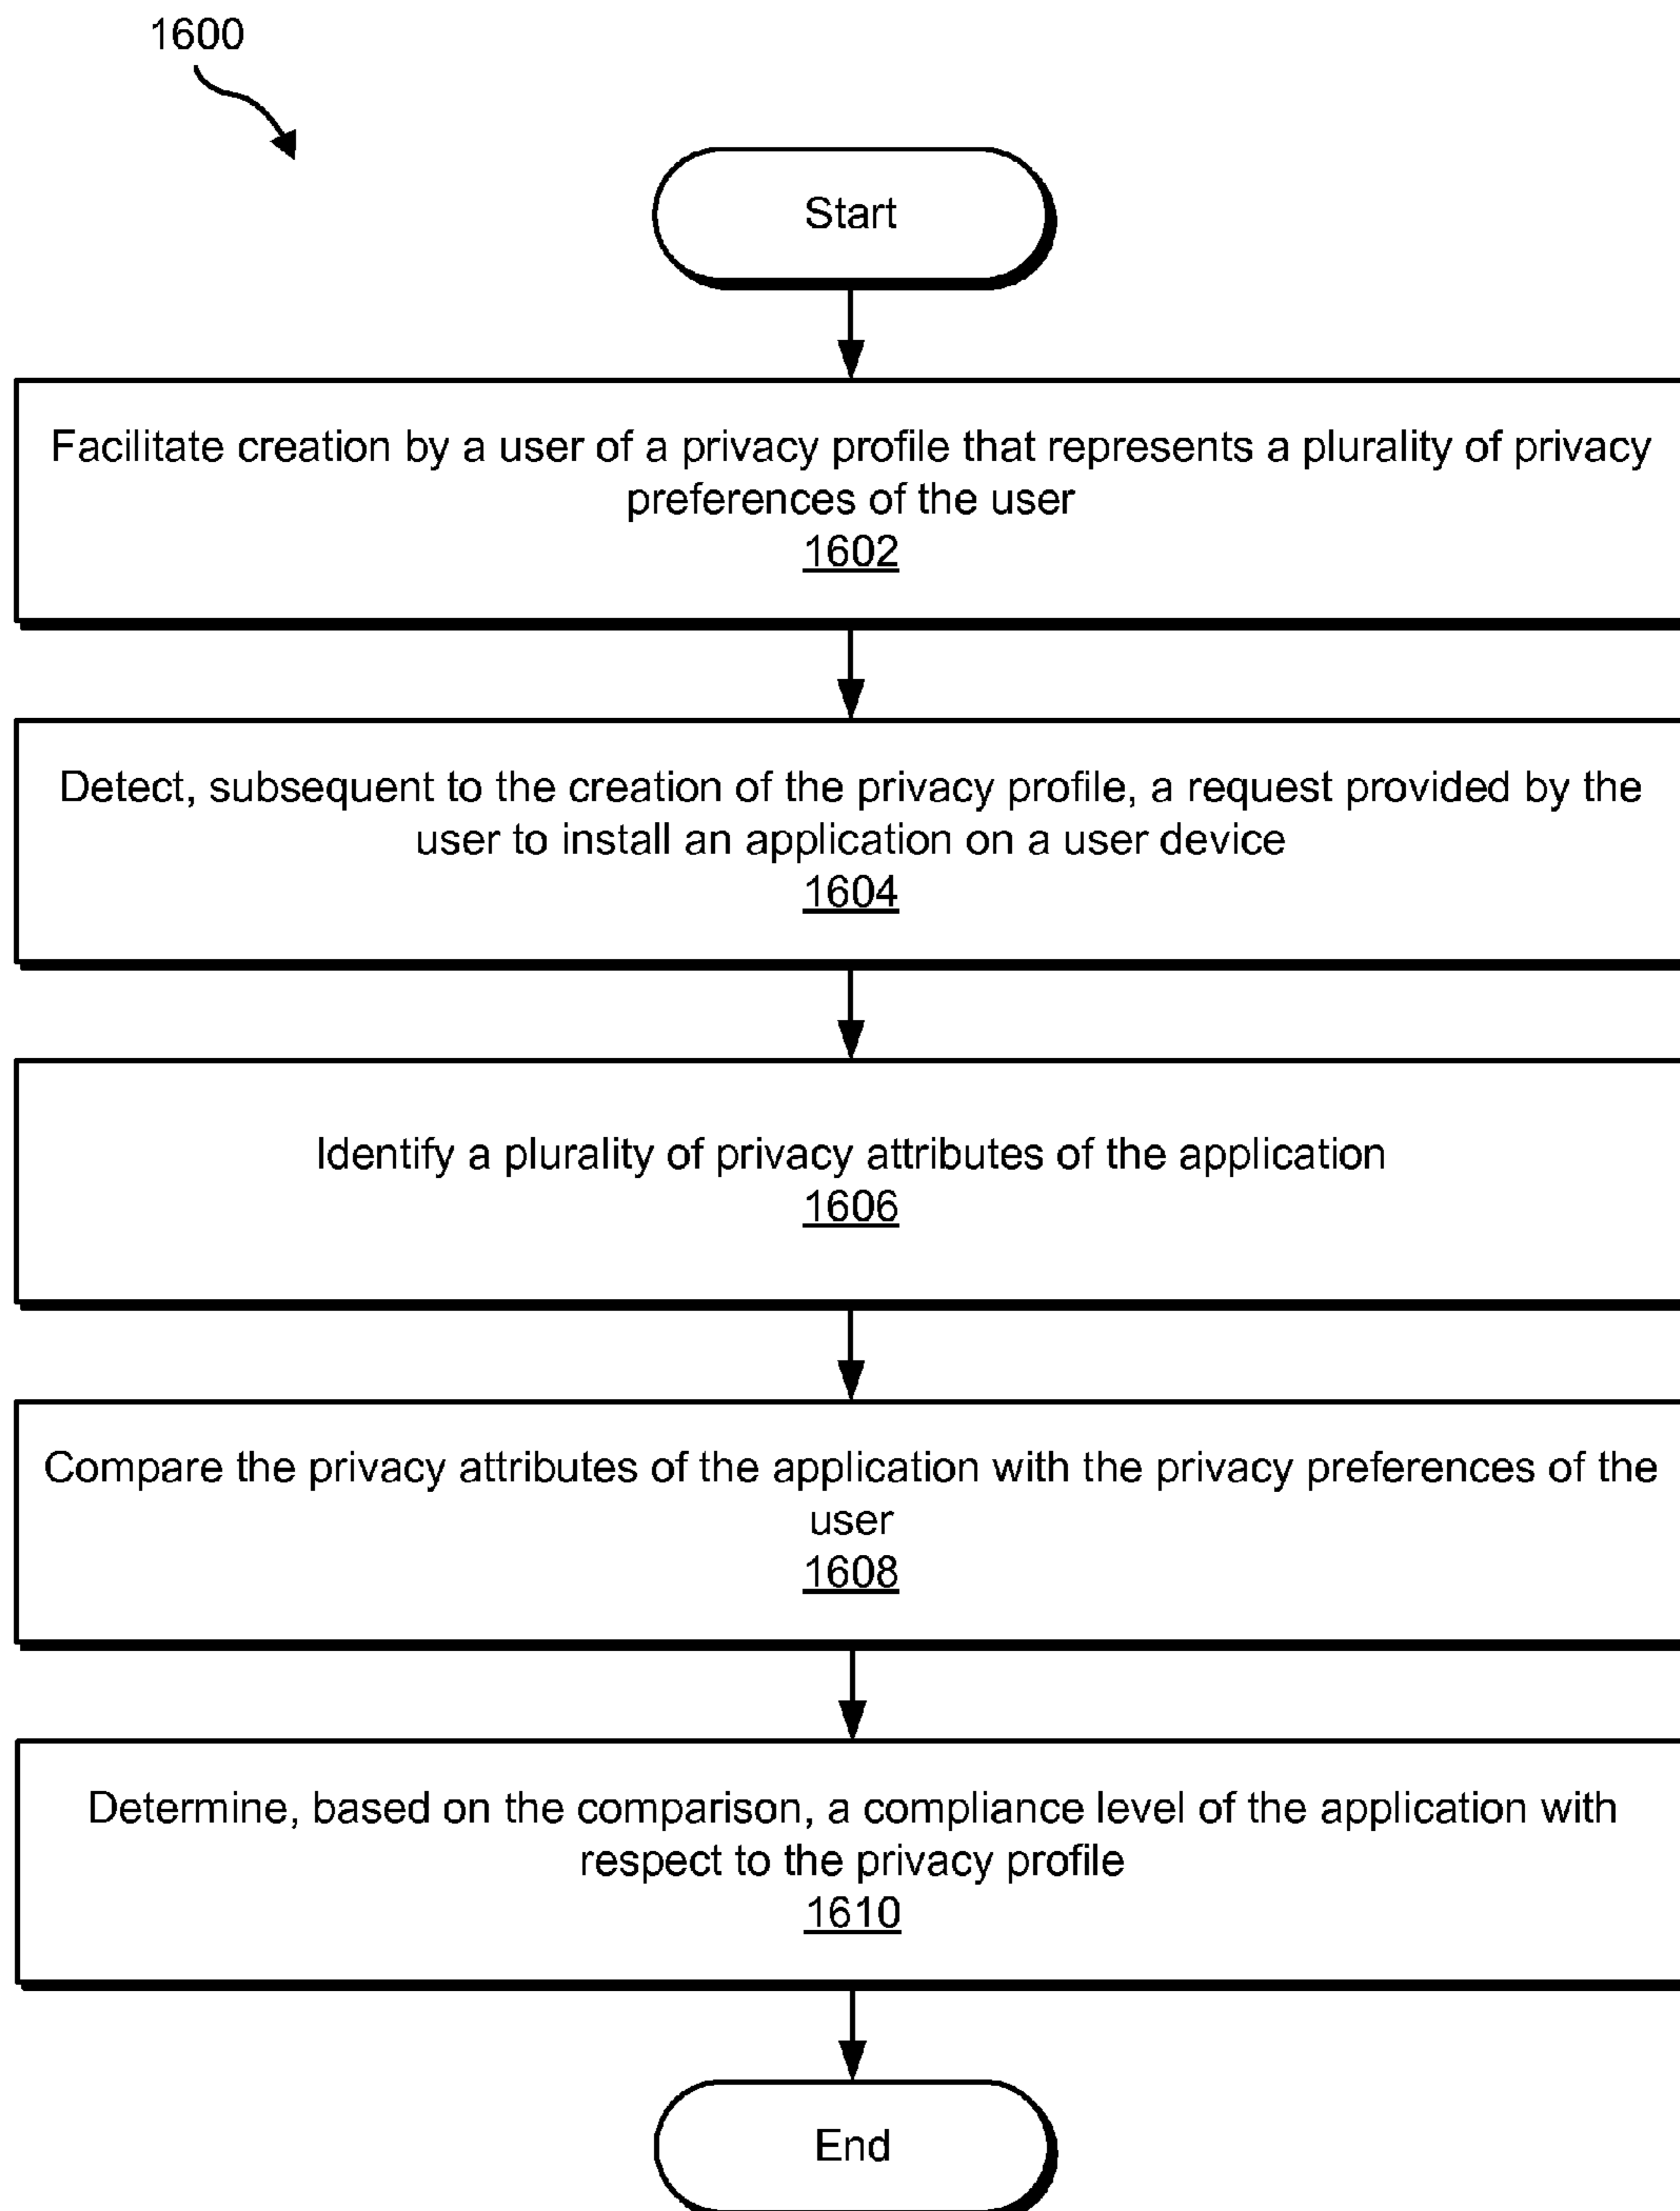 1600
Start
Facilitate creation by a user of a privacy profile that represents a plurality of privacy
preferences of the user
1602
Detect, subsequent to the creation of the privacy profile, a request provided by the
user to install an application on a user device
1604
Identify a plurality of privacy attributes of the application
1606
Compare the privacy attributes of the application with the privacy preferences of the
user
1608
Determine, based on the comparison, a compliance level of the application with
respect to the privacy profile
1610
End